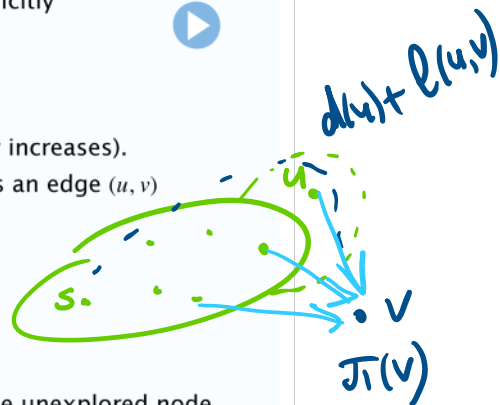 d(u) + l(u,v)
increases).
s an edge (u, v)
u
s
v
π(v)
e unexplored node